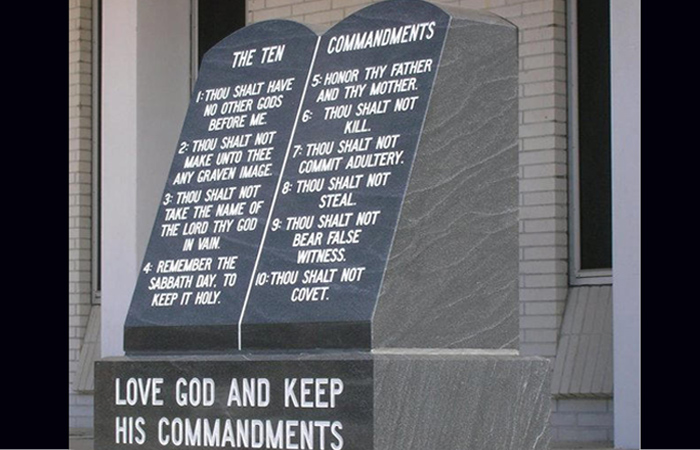 THE TEN
1: THOU SHALT HAVE
NO OTHER GODS
BEFORE ME.
2: THOU SHALT NOT
MAKE UNTO THEE
ANY GRAVEN IMAGE.
3: THOU SHALT NOT
TAKE THE NAME OF
THE LORD THY GOD
IN VAIN.
4: REMEMBER THE
SABBATH DAY, TO
KEEP IT HOLY.
COMMANDMENTS
5: HONOR THY FATHER
AND THY MOTHER.
6: THOU SHALT NOT
KILL.
7: THOU SHALT NOT
COMMIT ADULTERY.
8: THOU SHALT NOT
STEAL.
9: THOU SHALT NOT
BEAR FALSE
WITNESS.
10: THOU SHALT NOT
COVET.
LOVE GOD AND KEEP
HIS COMMANDMENTS